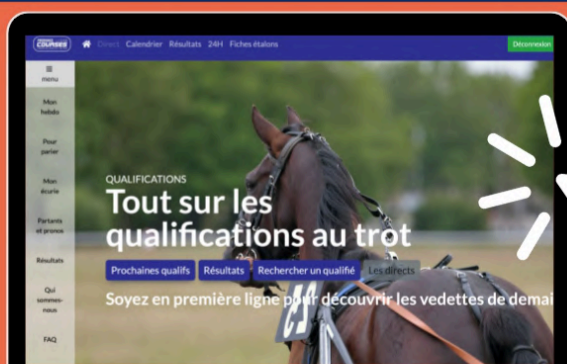 COURSES
Direct Calendrier Résultats 24H Fiches étalons
Déconnexion
menu
Mon
hebdo
Pour
parier
Mon
écurie
Partants
et pronos
Résultats
Qui
sommes-
nous
FAQ
QUALIFICATIONS
Tout sur les
qualifications au trot
Prochaines qualifs Résultats Rechercher un qualifié Les directs
Soyez en première ligne pour découvrir les vedettes de demai